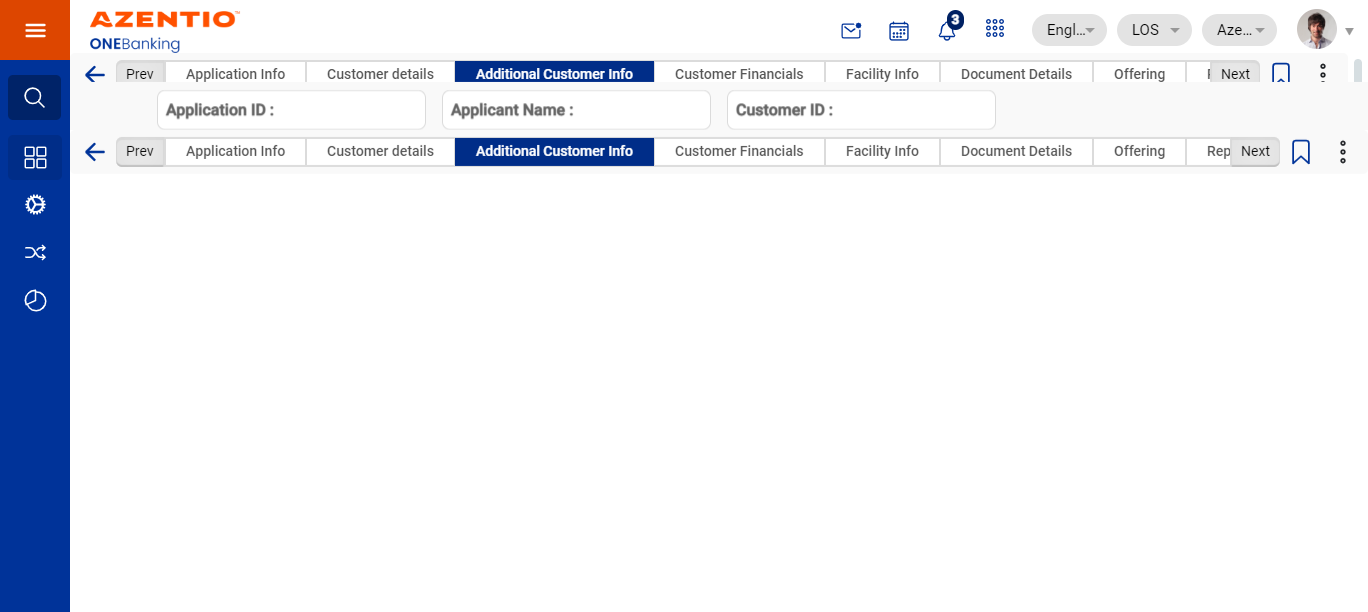 AZENTIO™
ONEBanking
3
Engl...
LOS
Aze...
Prev Application Info Customer details Additional Customer Info Customer Financials Facility Info Document Details Offering Next
Application ID : Applicant Name : Customer ID :
Prev Application Info Customer details Additional Customer Info Customer Financials Facility Info Document Details Offering Rep Next